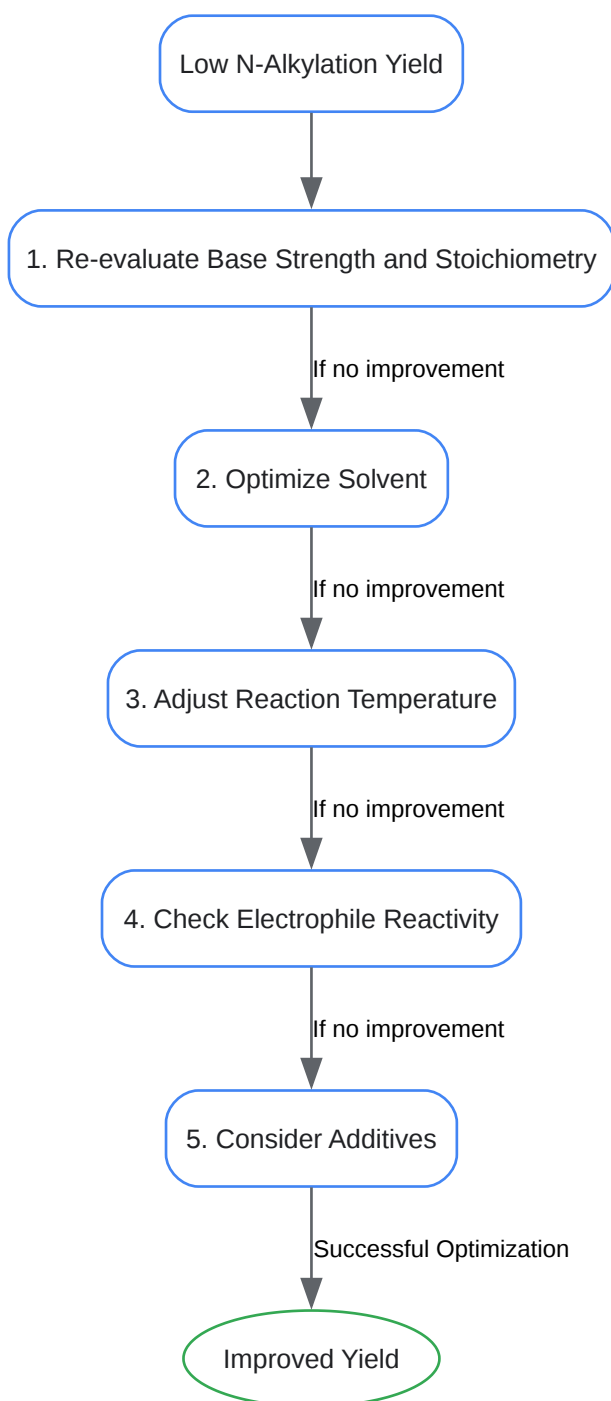 Low N-Alkylation Yield
1. Re-evaluate Base Strength and Stoichiometry
If no improvement
2. Optimize Solvent
If no improvement
3. Adjust Reaction Temperature
If no improvement
4. Check Electrophile Reactivity
If no improvement
5. Consider Additives
Successful Optimization
Improved Yield